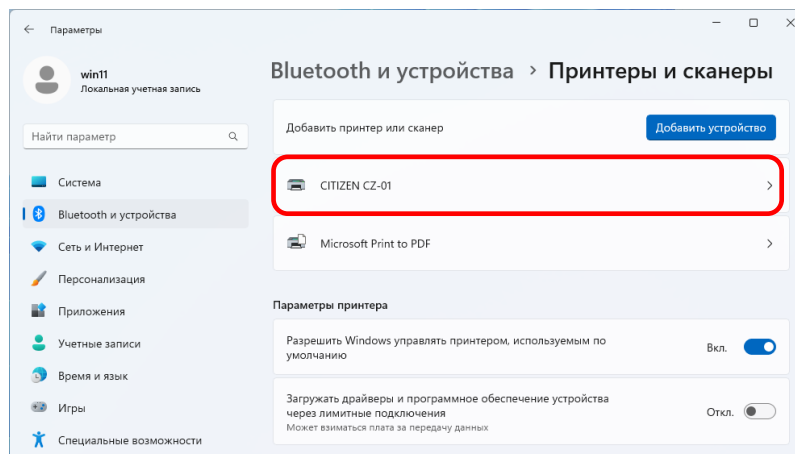 Параметры
win11
Локальная учетная запись
Найти параметр
Система
Bluetooth и устройства
Сеть и Интернет
Персонализация
Приложения
Учетные записи
Время и язык
Игры
Специальные возможности
Bluetooth и устройства > Принтеры и сканеры
Добавить принтер или сканер
Добавить устройство
CITIZEN CZ-01
Microsoft Print to PDF
Параметры принтера
Разрешить Windows управлять принтером, используемым по
умолчанию
Вкл.
Загружать драйверы и программное обеспечение устройства
через лимитные подключения
Может взиматься плата за передачу данных
Откл.